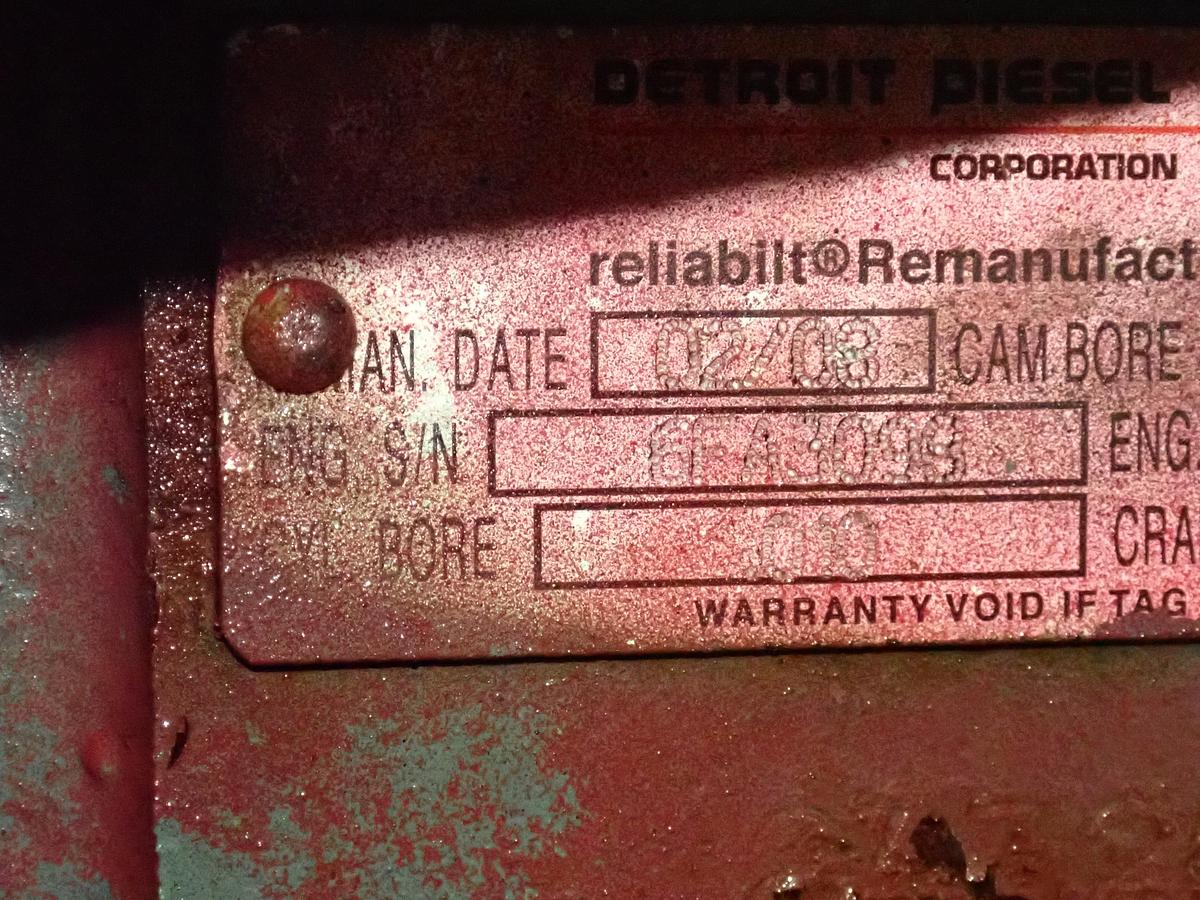 DETROIT DIESEL
CORPORATION
reliabilt® Remanufact
AN. DATE 02/08 CAM BORE
ENG. S/N ENG.
CYL BORE CRA
WARRANTY VOID IF TAG